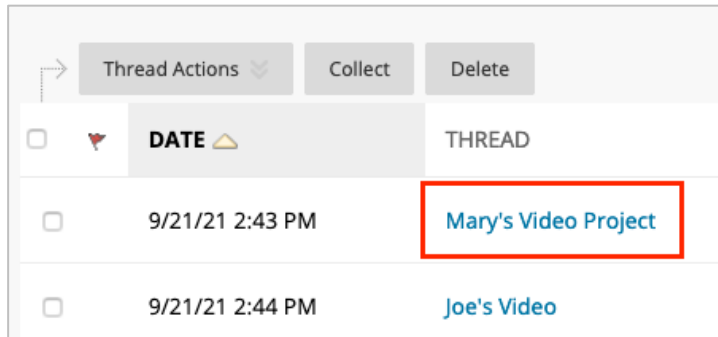 Thread Actions Collect Delete
DATE THREAD
9/21/21 2:43 PM Mary's Video Project
9/21/21 2:44 PM Joe's Video